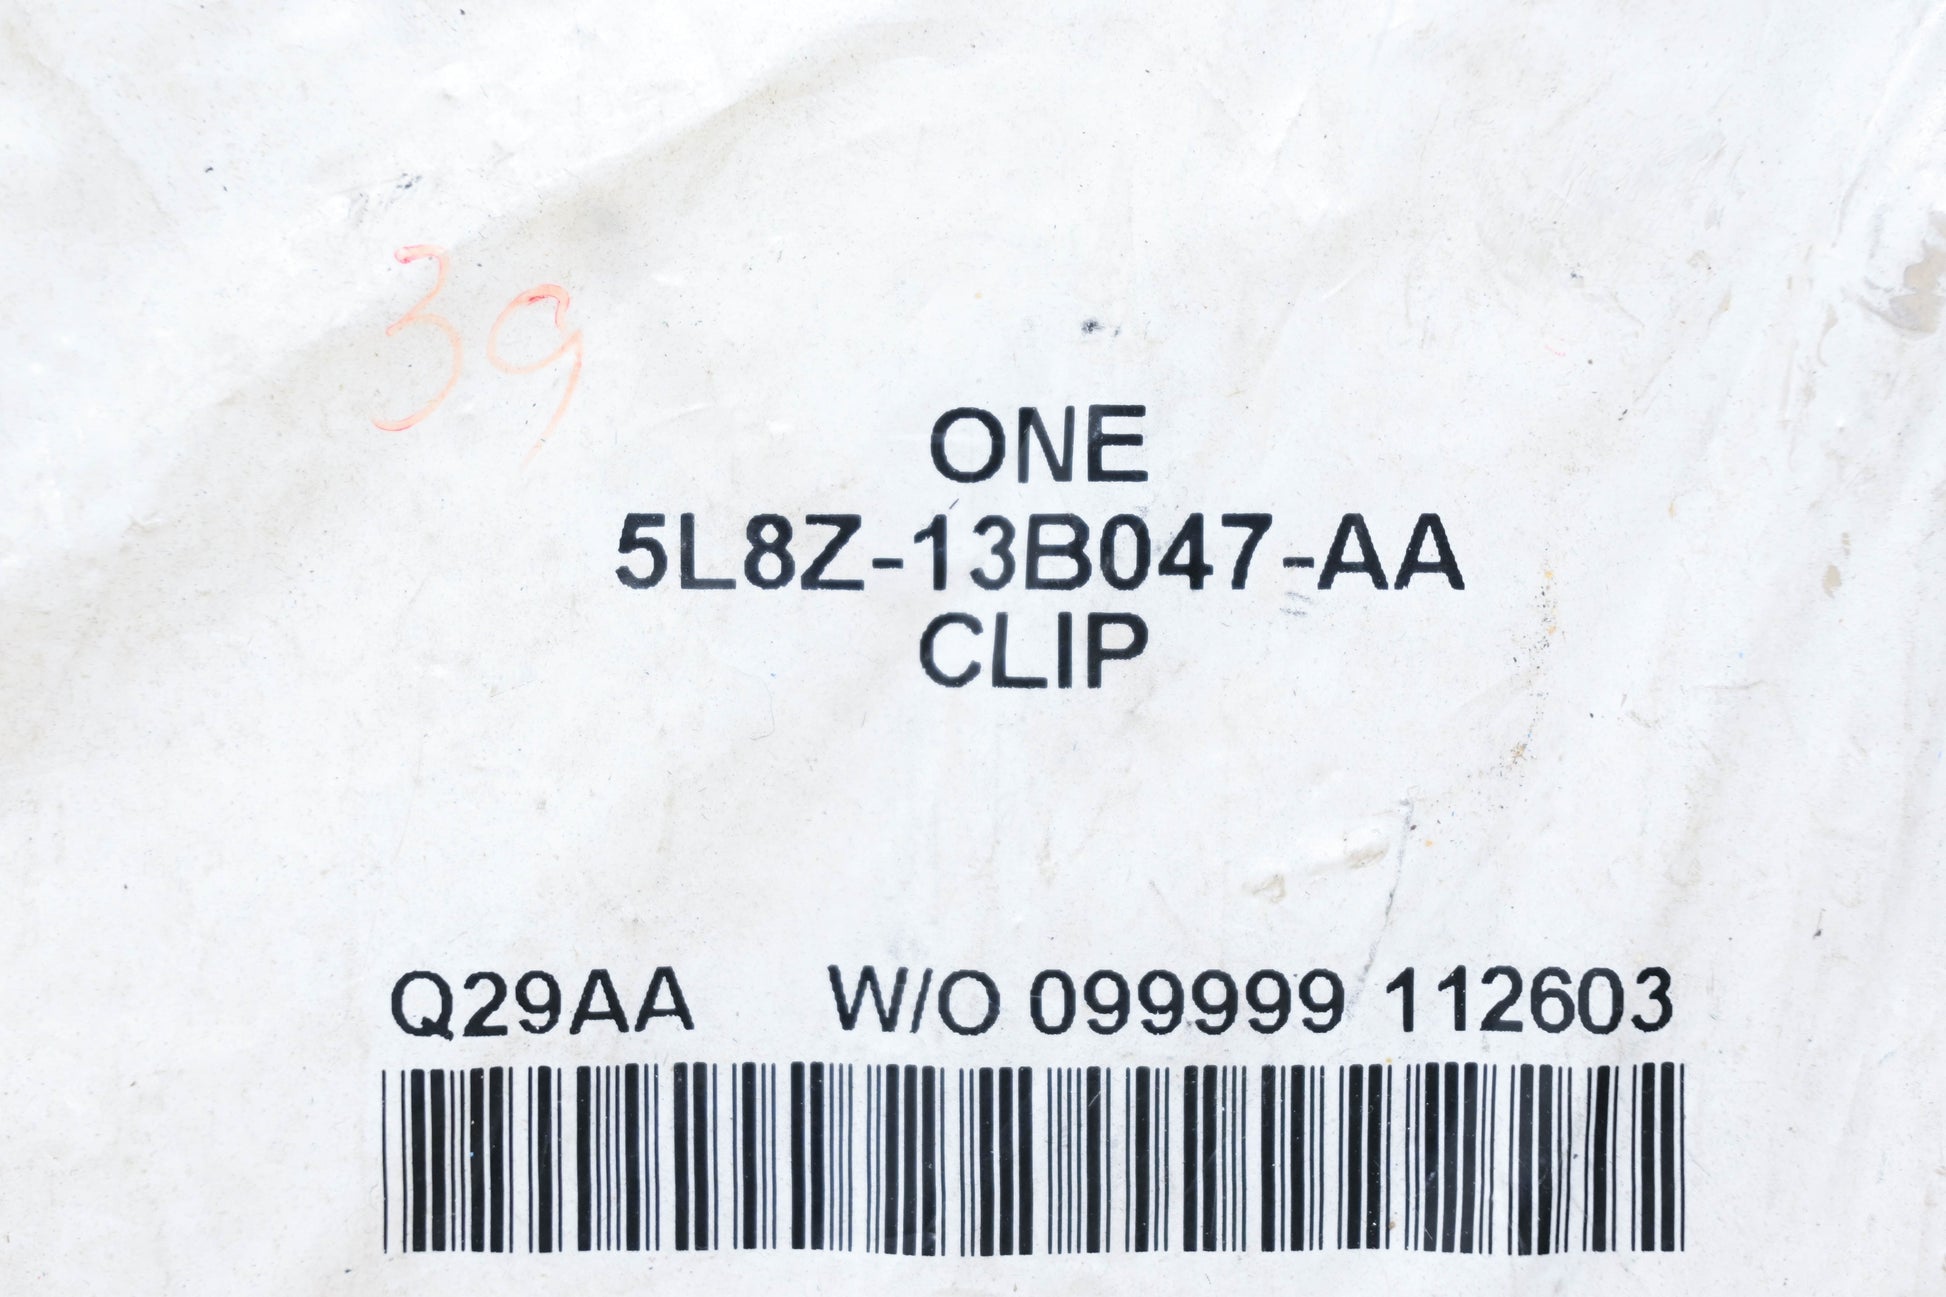 39
ONE
5L8Z-13B047-AA
CLIP
Q29AA W/O 099999 112603